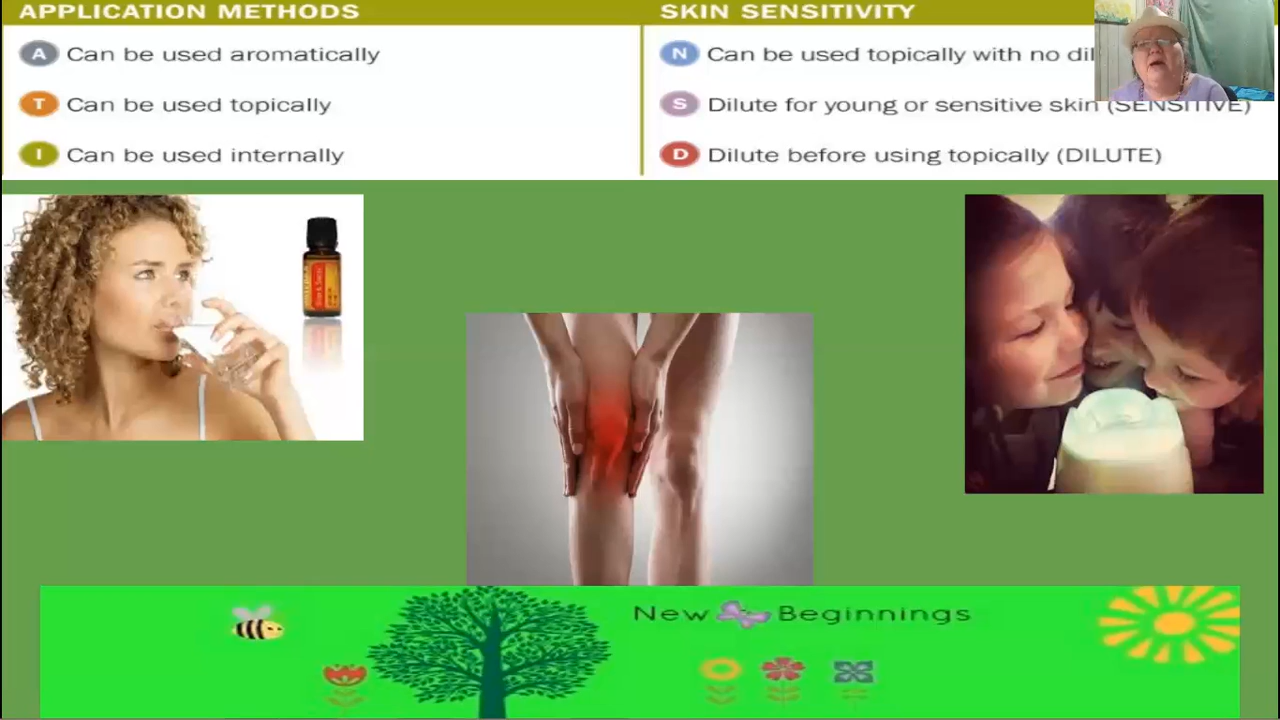 APPLICATION METHODS
A Can be used aromatically
T Can be used topically
I Can be used internally
SKIN SENSITIVITY
N Can be used topically with no
S Dilute for young or sensitive skin (SENSITIVE)
D Dilute before using topically (DILUTE)
New Beginnings